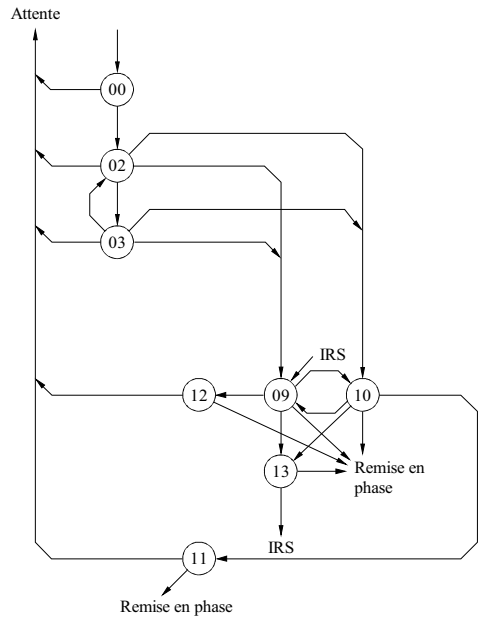 Attente
00
02
03
IRS
12
09
10
13
Remise en
phase
IRS
11
Remise en phase